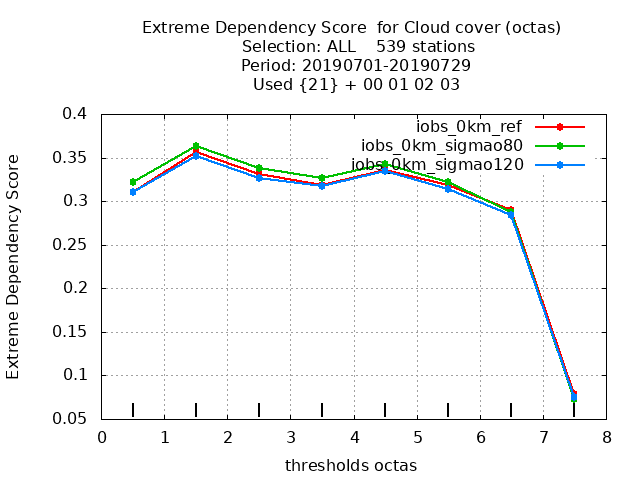 Extreme Dependency Score  for Cloud cover (octas)
Selection: ALL    539 stations
Period: 20190701-20190729
Used {21} + 00 01 02 03
iobs_0km_ref
iobs_0km_sigmao80
iobs_0km_sigmao120
0.4
0.35
0.3
0.25
0.2
0.15
0.1
0.05
Extreme Dependency Score
0 1 2 3 4 5 6 7 8
thresholds octas